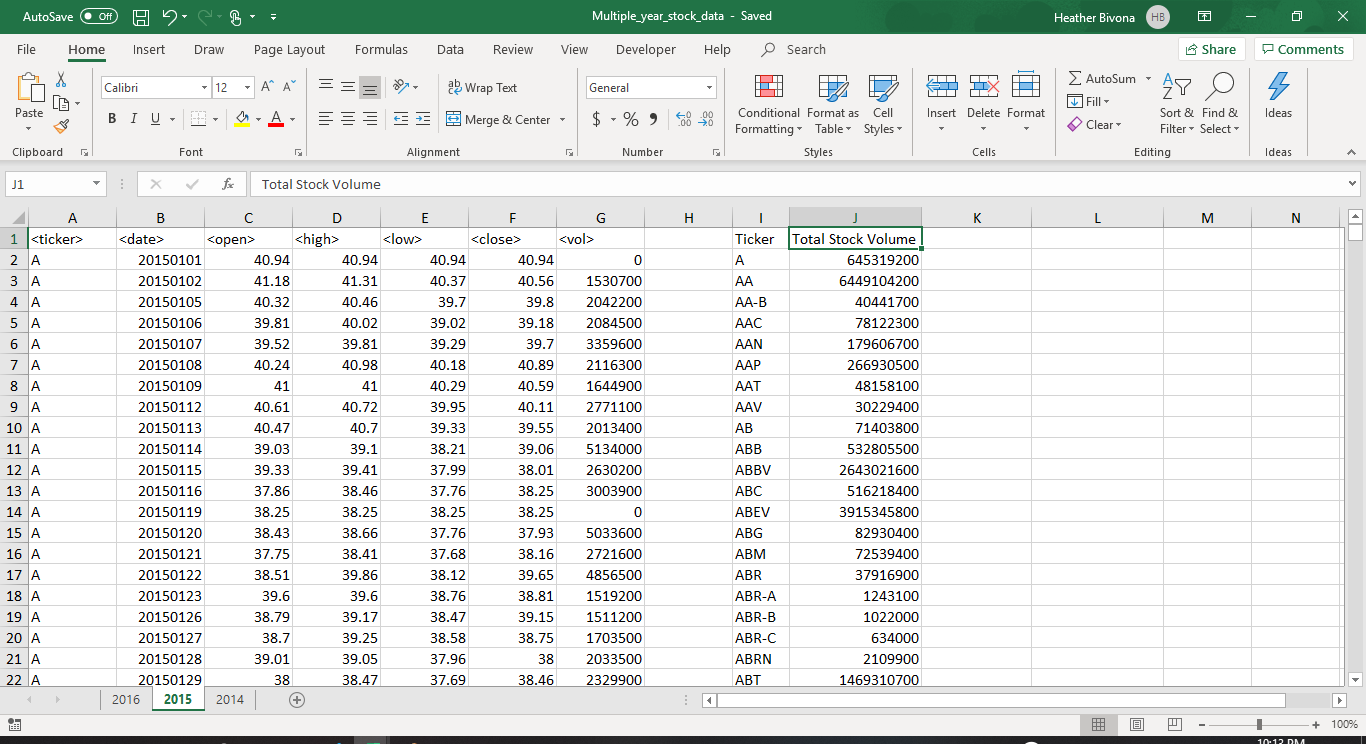 AutoSave Off Multiple_year_stock_data - Saved Heather Bivona HB
File Home Insert Draw Page Layout Formulas Data Review View Developer Help Search Share Comments
Calibri 12 A^ Aˇ ab Wrap Text General Σ AutoSum
Paste B I U A Merge & Center $ % 9 Conditional Format as Cell Insert Delete Format Fill Sort & Find & Ideas
Formatting Table Styles Clear Filter Select
Clipboard Font Alignment Number Styles Cells Editing Ideas
J1 fx Total Stock Volume
A B C D E F G H I J K L M N
1 <ticker> <date> <open> <high> <low> <close> <vol> Ticker Total Stock Volume
2 A 20150101 40.94 40.94 40.94 40.94 0 A 645319200
3 A 20150102 41.18 41.31 40.37 40.56 1530700 AA 6449104200
4 A 20150105 40.32 40.46 39.7 39.8 2042200 AA-B 40441700
5 A 20150106 39.81 40.02 39.02 39.18 2084500 AAC 78122300
6 A 20150107 39.52 39.81 39.29 39.7 3359600 AAN 179606700
7 A 20150108 40.24 40.98 40.18 40.89 2116300 AAP 266930500
8 A 20150109 41 41 40.29 40.59 1644900 AAT 48158100
9 A 20150112 40.61 40.72 39.95 40.11 2771100 AAV 30229400
10 A 20150113 40.47 40.7 39.33 39.55 2013400 AB 71403800
11 A 20150114 39.03 39.1 38.21 39.06 5134000 ABB 532805500
12 A 20150115 39.33 39.41 37.99 38.01 2630200 ABBV 2643021600
13 A 20150116 37.86 38.46 37.76 38.25 3003900 ABC 516218400
14 A 20150119 38.25 38.25 38.25 38.25 0 ABEV 3915345800
15 A 20150120 38.43 38.66 37.76 37.93 5033600 ABG 82930400
16 A 20150121 37.75 38.41 37.68 38.16 2721600 ABM 72539400
17 A 20150122 38.51 39.86 38.12 39.65 4856500 ABR 37916900
18 A 20150123 39.6 39.6 38.76 38.81 1519200 ABR-A 1243100
19 A 20150126 38.79 39.17 38.47 39.15 1511200 ABR-B 1022000
20 A 20150127 38.7 39.25 38.58 38.75 1703500 ABR-C 634000
21 A 20150128 39.01 39.05 37.96 38 2033500 ABRN 2109900
22 A 20150129 38 38.47 37.69 38.46 2329900 ABT 1469310700
2016 2015 2014
100%
10:13 PM